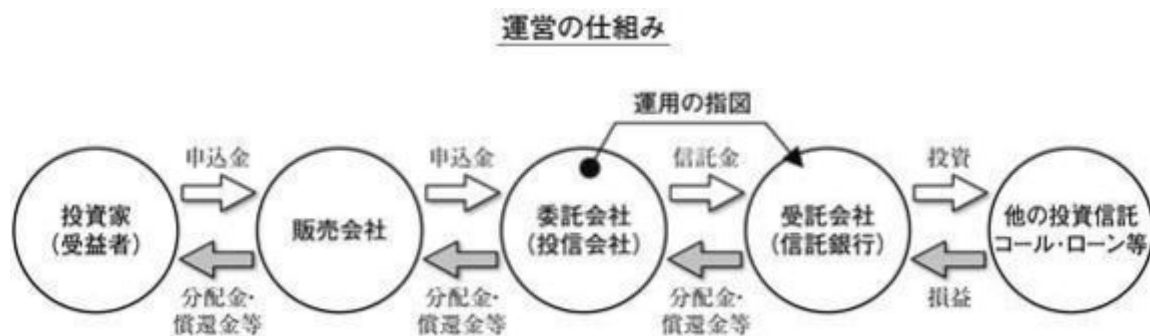 運営の仕組み
運用の指図
申込金
申込金
信託金
投資
投資家
(受益者)
販売会社
委託会社
(投信会社)
受託会社
(信託銀行)
他の投資信託
コール・ローン等
分配金・
償還金等
分配金・
償還金等
分配金・
償還金等
損益